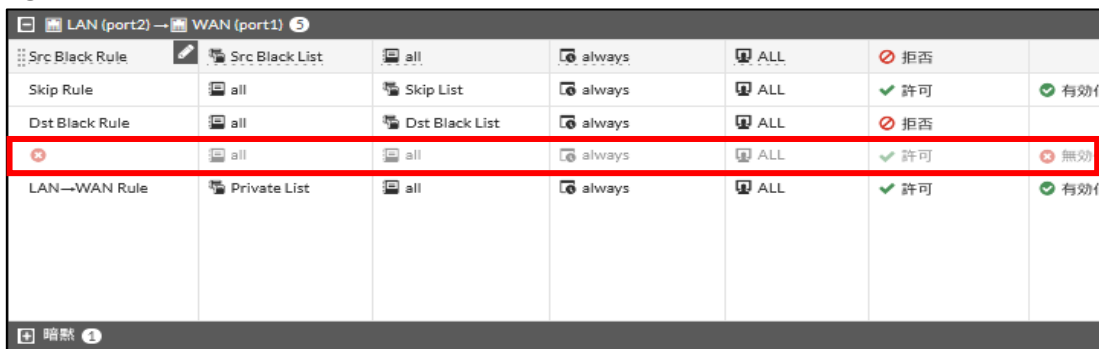 LAN (port2) → WAN (port1) 5
Src Black Rule Src Black List all always ALL 拒否
Skip Rule all Skip List always ALL 許可 有効
Dst Black Rule all Dst Black List always ALL 拒否
all all always ALL 許可 無効
LAN→WAN Rule Private List all always ALL 許可 有効
暗黙 1